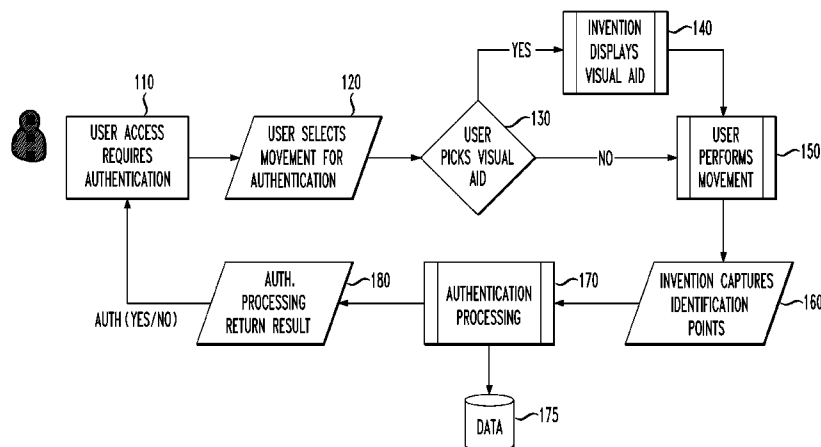 110
USER ACCESS
REQUIRES
AUTHENTICATION
120
USER SELECTS
MOVEMENT FOR
AUTHENTICATION
130
USER
PICKS VISUAL
AID
YES
NO
140
INVENTION
DISPLAYS
VISUAL AID
150
USER
PERFORMS
MOVEMENT
160
INVENTION CAPTURES
IDENTIFICATION
POINTS
170
AUTHENTICATION
PROCESSING
175
DATA
180
AUTH.
PROCESSING
RETURN RESULT
AUTH (YES/NO)